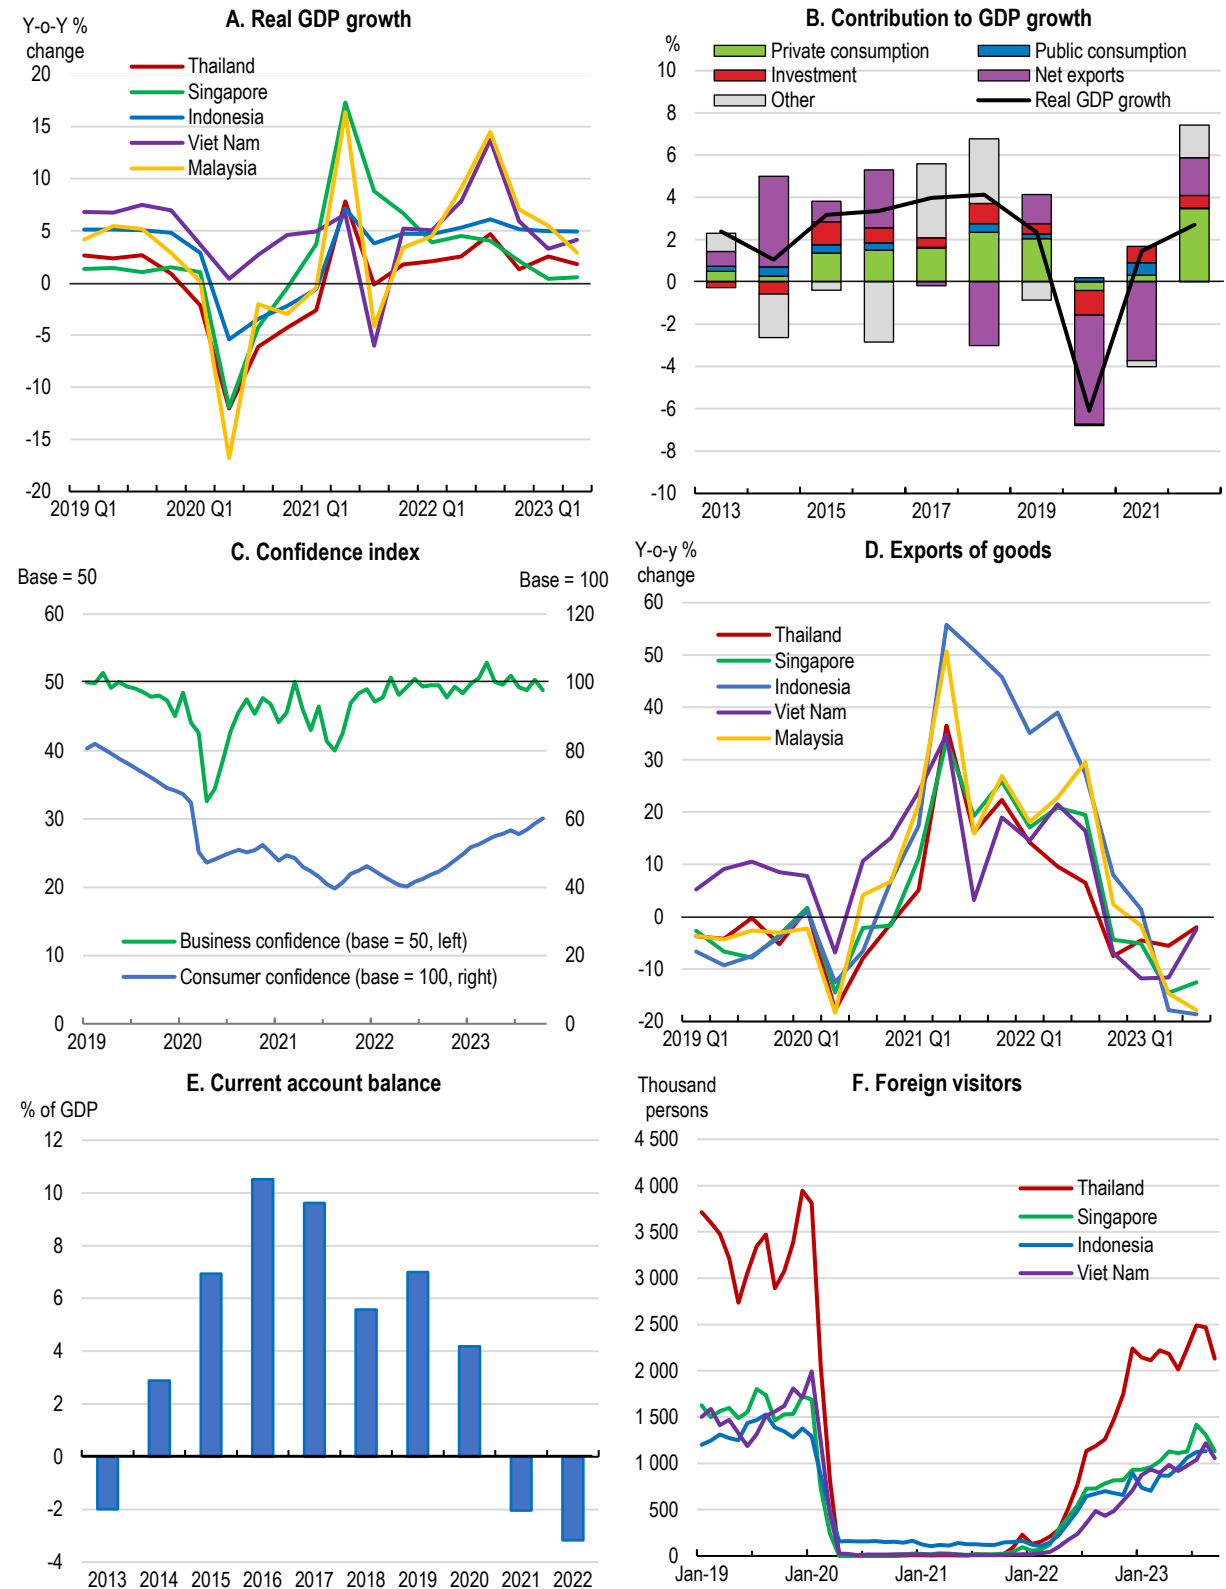 A. Real GDP growth
Y-o-Y %
change
Thailand
Singapore
Indonesia
Viet Nam
Malaysia
20
15
10
5
0
-5
-10
-15
-20
2019 Q1 2020 Q1 2021 Q1 2022 Q1 2023 Q1
B. Contribution to GDP growth
%
Private consumption Public consumption
Investment Net exports
Other Real GDP growth
10
8
6
4
2
0
-2
-4
-6
-8
-10
2013 2015 2017 2019 2021
C. Confidence index
Base = 50 Base = 100
60 120
50 100
40 80
30 60
20 40
10 20
0 0
Business confidence (base = 50, left)
Consumer confidence (base = 100, right)
2019 2020 2021 2022 2023
D. Exports of goods
Y-o-y %
change
60
50
40
30
20
10
0
-10
-20
Thailand
Singapore
Indonesia
Viet Nam
Malaysia
2019 Q1 2020 Q1 2021 Q1 2022 Q1 2023 Q1
E. Current account balance
% of GDP
12
10
8
6
4
2
0
-2
-4
2013 2014 2015 2016 2017 2018 2019 2020 2021 2022
F. Foreign visitors
Thousand
persons
4 500
4 000
3 500
3 000
2 500
2 000
1 500
1 000
500
0
Thailand
Singapore
Indonesia
Viet Nam
Jan-19 Jan-20 Jan-21 Jan-22 Jan-23